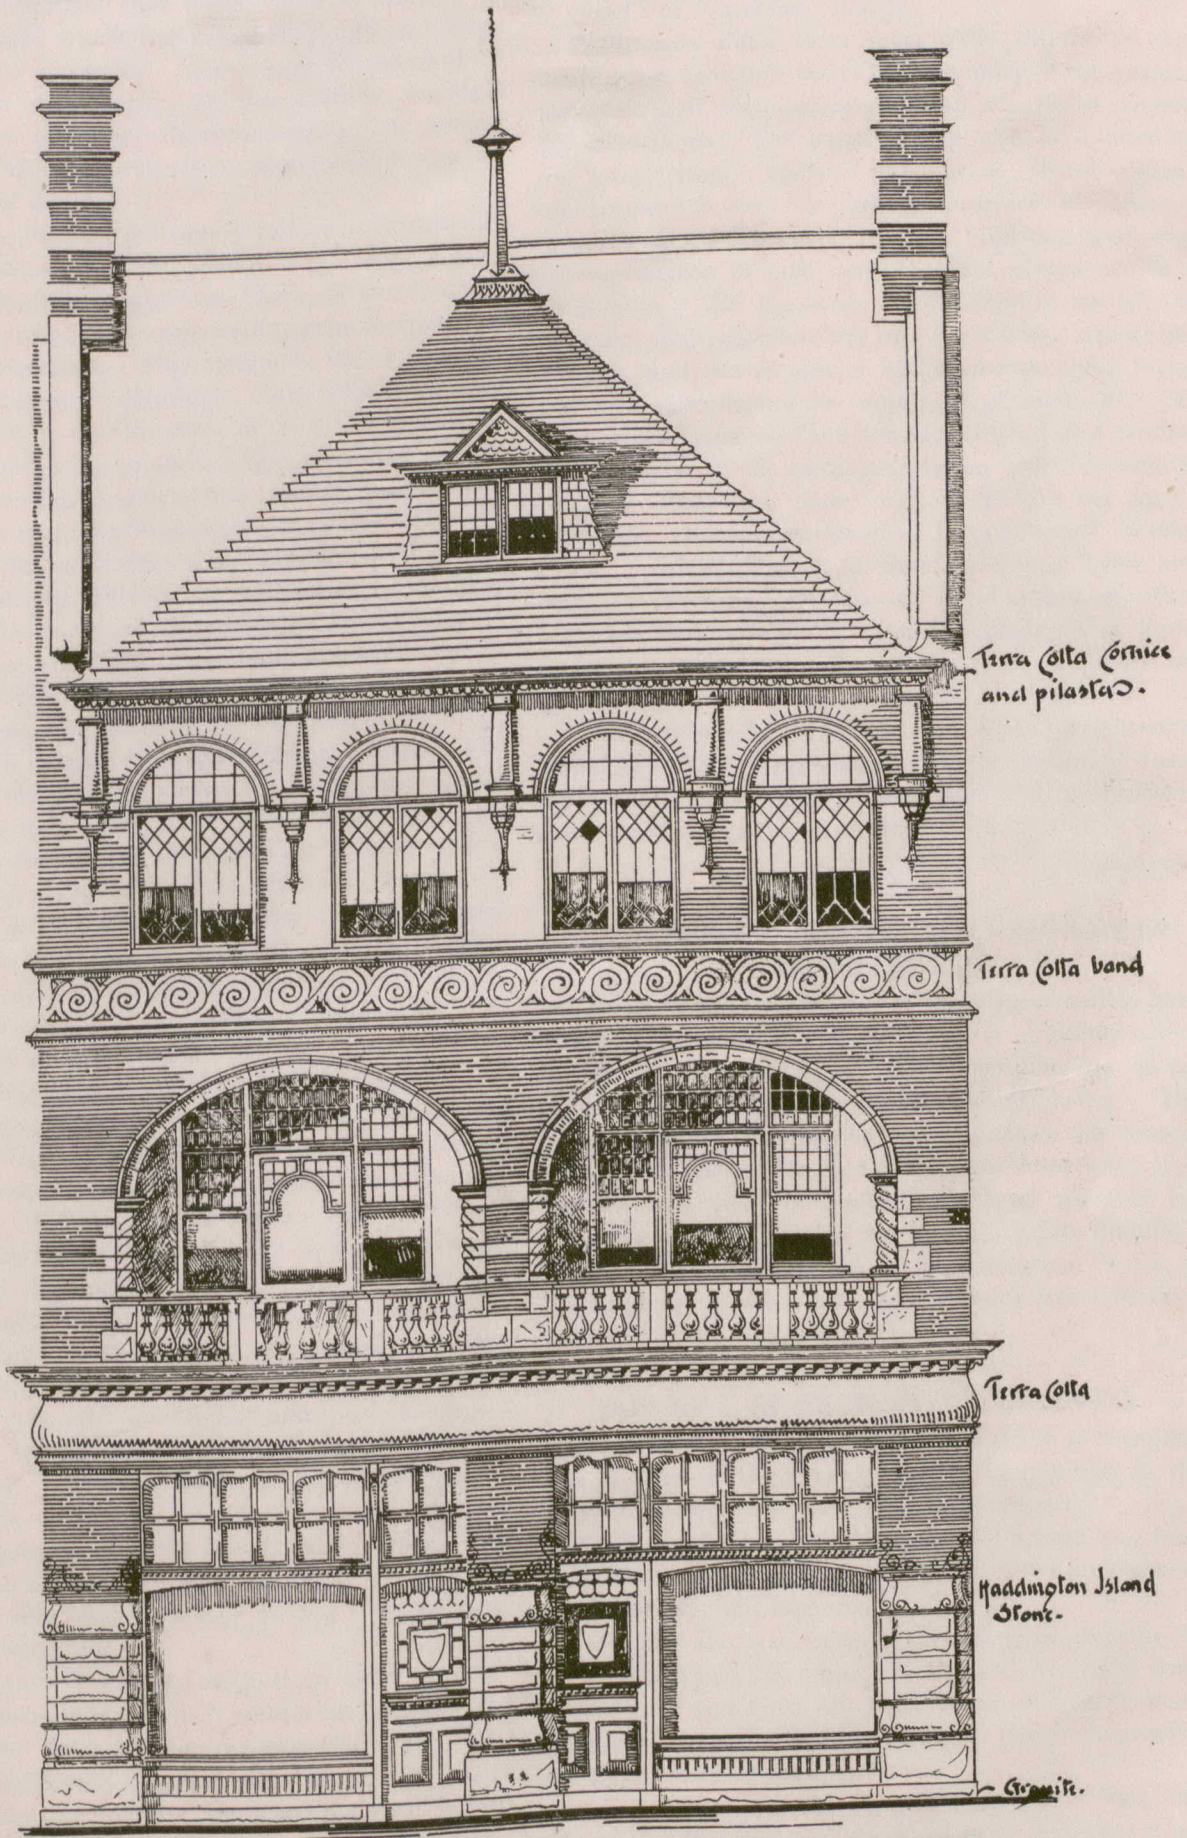 Terra Cotta Cornice
and pilasters.
Terra Cotta band
Terra Cotta
Haddington Island
Stone.
Granite.